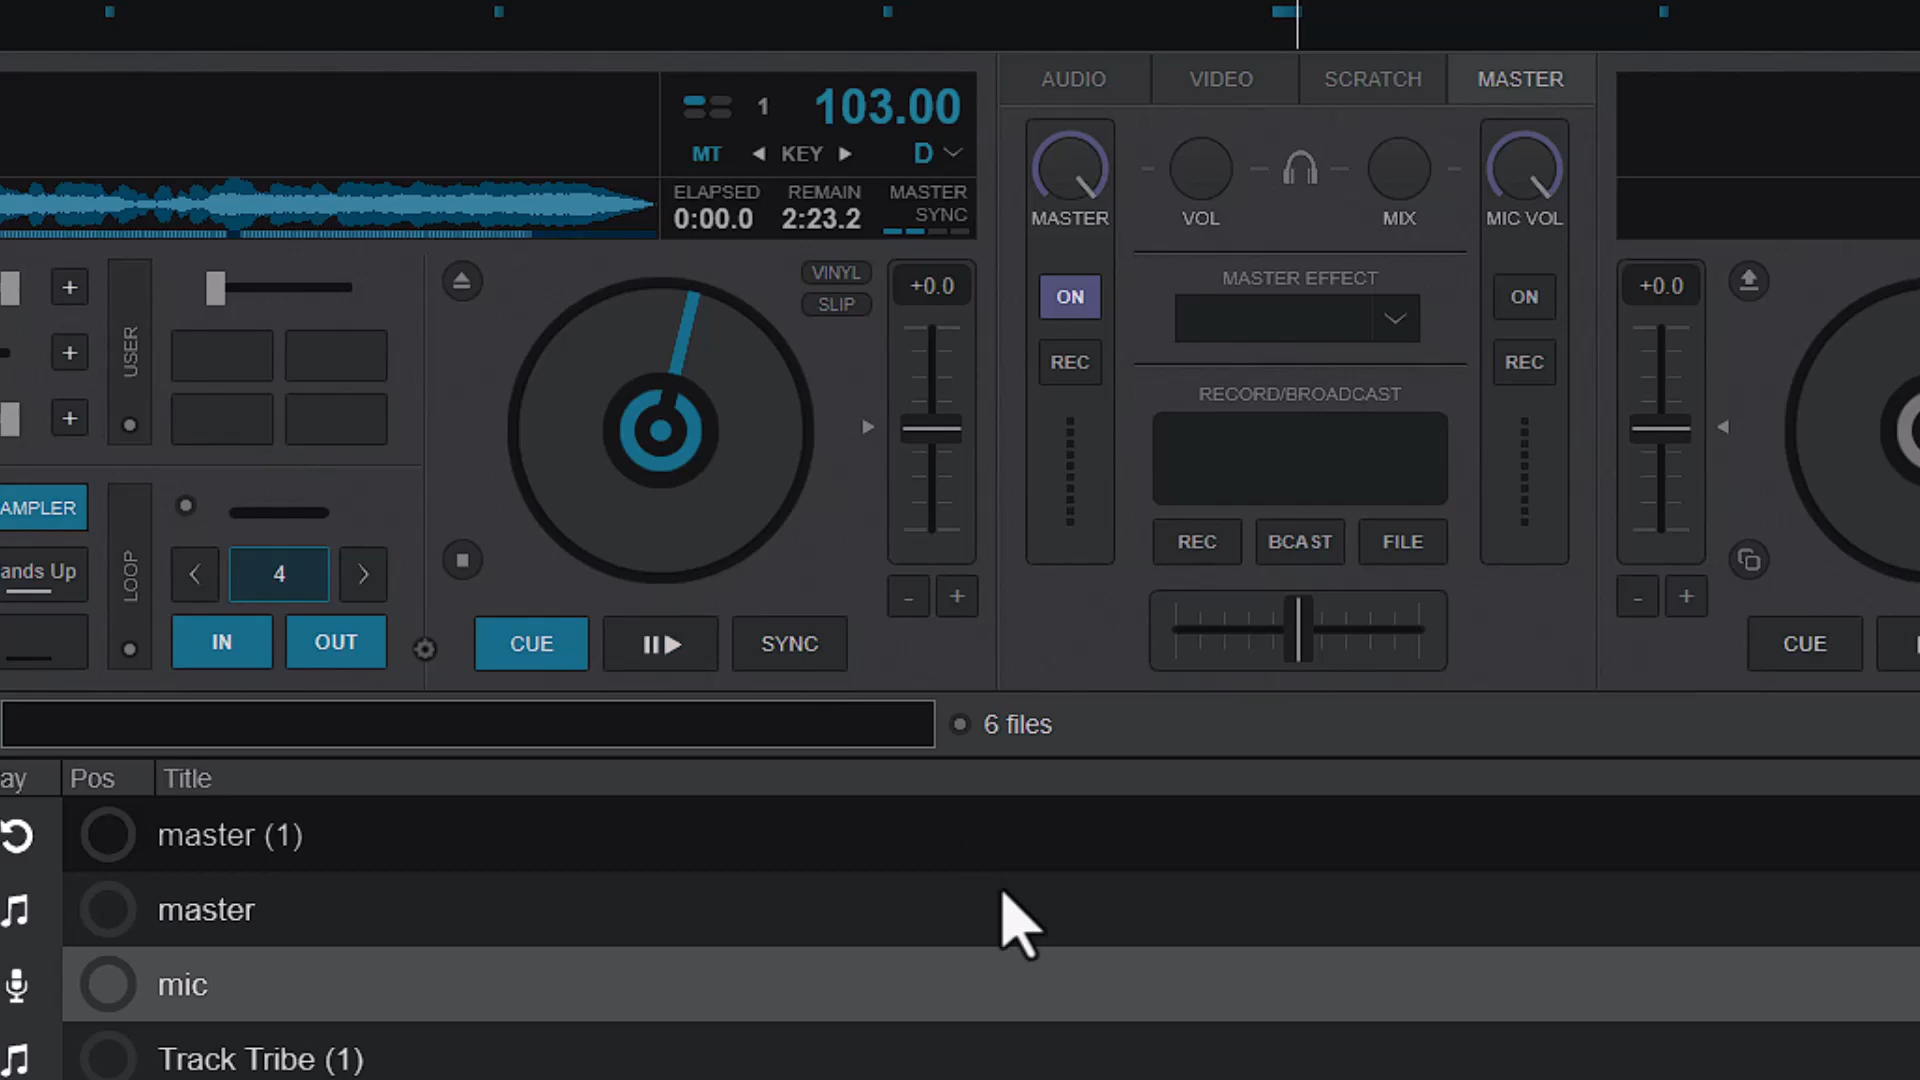 AUDIO VIDEO SCRATCH MASTER
1 103.00
MT KEY D
ELAPSED REMAIN MASTER
0:00.0 2:23.2 SYNC
MASTER VOL MIX MIC VOL
VINYL
SLIP
+0.0
+0.0
+
+
+
USER
MASTER EFFECT
ON
ON
REC
REC
RECORD/BROADCAST
REC BCAST FILE
AMPLER
ands Up
LOOP
4
IN OUT
CUE SYNC
- +
- +
CUE
6 files
ay Pos Title
master (1)
master
mic
Track Tribe (1)